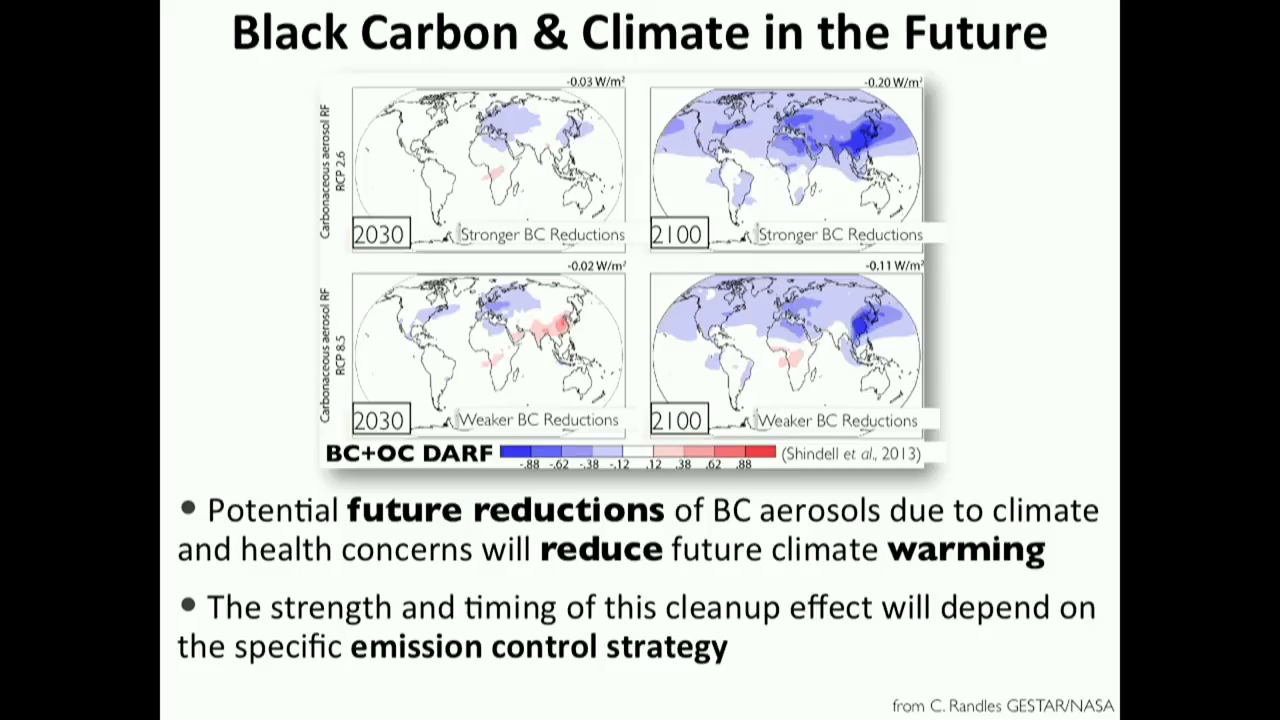 Black Carbon & Climate in the Future
-0.03 W/m²
-0.20 W/m²
Carbonaceous aerosol RF
RCP 2.6
2030
Stronger BC Reductions
2100
Stronger BC Reductions
-0.02 W/m²
-0.11 W/m²
Carbonaceous aerosol RF
RCP 8.5
2030
Weaker BC Reductions
2100
Weaker BC Reductions
BC+OC DARF
-.88 -.62 -.38 -.12 .12 .38 .62 .88
(Shindell et al., 2013)
• Potential future reductions of BC aerosols due to climate
and health concerns will reduce future climate warming
• The strength and timing of this cleanup effect will depend on
the specific emission control strategy
from C. Randles GESTAR/NASA